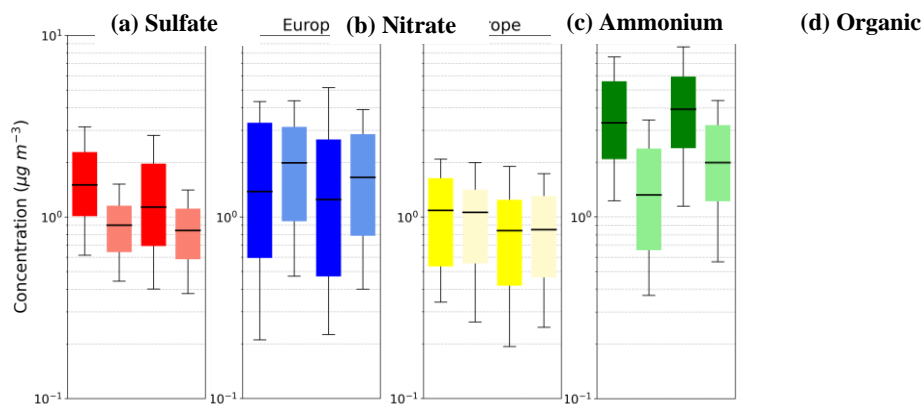 (a) Sulfate
Europ
(b) Nitrate
rope
(c) Ammonium
(d) Organic
Concentration (μg m⁻³)
10¹
10⁰
10⁻¹
10⁰
10⁻¹
10⁰
10⁻¹
10⁰
10⁻¹